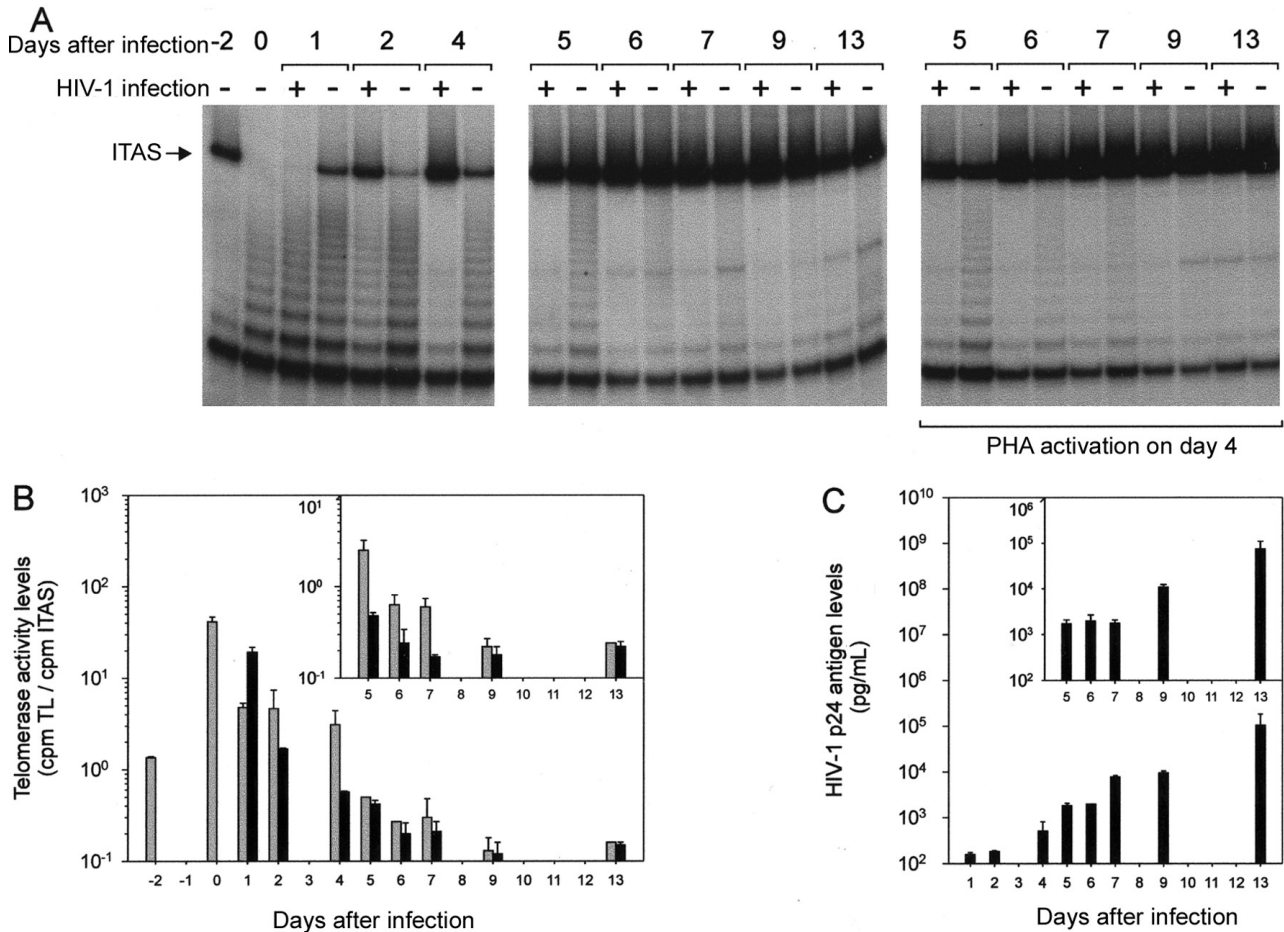 A
Days after infection -2 0 1 2 4 5 6 7 9 13 5 6 7 9 13
HIV-1 infection - - + - + - + - + - + - + - + - + - + - + - + - + - + -
ITAS
PHA activation on day 4
B
Telomerase activity levels
(cpm TL / cpm ITAS)
10³
10²
10¹
10⁰
10⁻¹
10¹
10⁰
10⁻¹
5 6 7 8 9 10 11 12 13
-2 -1 0 1 2 3 4 5 6 7 8 9 10 11 12 13
Days after infection
C
HIV-1 p24 antigen levels
(pg/mL)
10¹⁰
10⁹
10⁸
10⁷
10⁶
10⁵
10⁴
10³
10²
10⁶
10⁵
10⁴
10³
10²
5 6 7 8 9 10 11 12 13
1 2 3 4 5 6 7 8 9 10 11 12 13
Days after infection